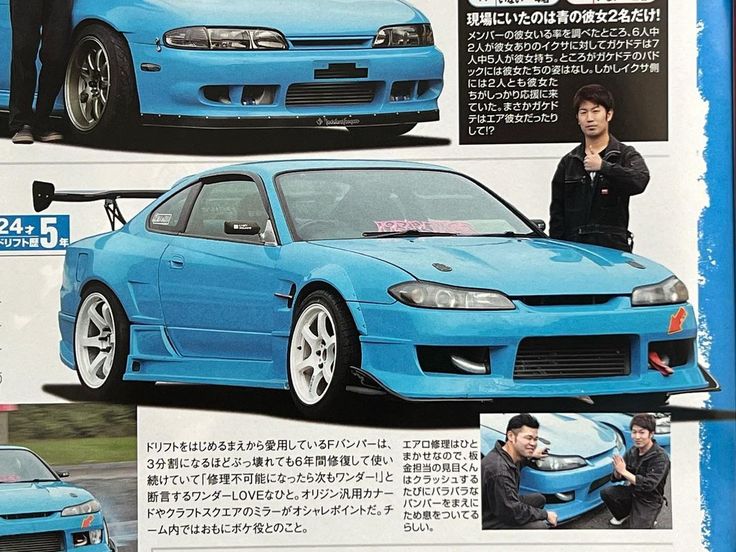 現場にいたのは青の彼女2名だけ!
メンバーの彼女いる率を調べたところ、6人中
2人が彼女ありのイクサに対してガケドテは7
人中5人が彼女持ち。ところがガケドテのパド
ックには彼女たちの姿はなし。しかしイクサ側
には2人とも彼女た
ちがしっかり応援に来
ていた。まさかガケド
テはエア彼女だったり
して!?
24才
ドリフト歴5年
ドリフトをはじめるまえから愛用しているFバンパーは、
3分割になるほどぶっ壊れても6年間修復して使い
続けていて「修理不可能になったら次もワンダー!」と
断言するワンダーLOVEなひと。オリジン汎用カナー
ドやクラフトスクエアのミラーがオシャレポイントだ。チ
ーム内ではおもにボケ役とのこと。
エアロ修理はひと
まかせなので、板
金担当の見目くん
はクラッシュする
たびにバラバラな
バンパーをまえに
ため息をついてる
らしい。